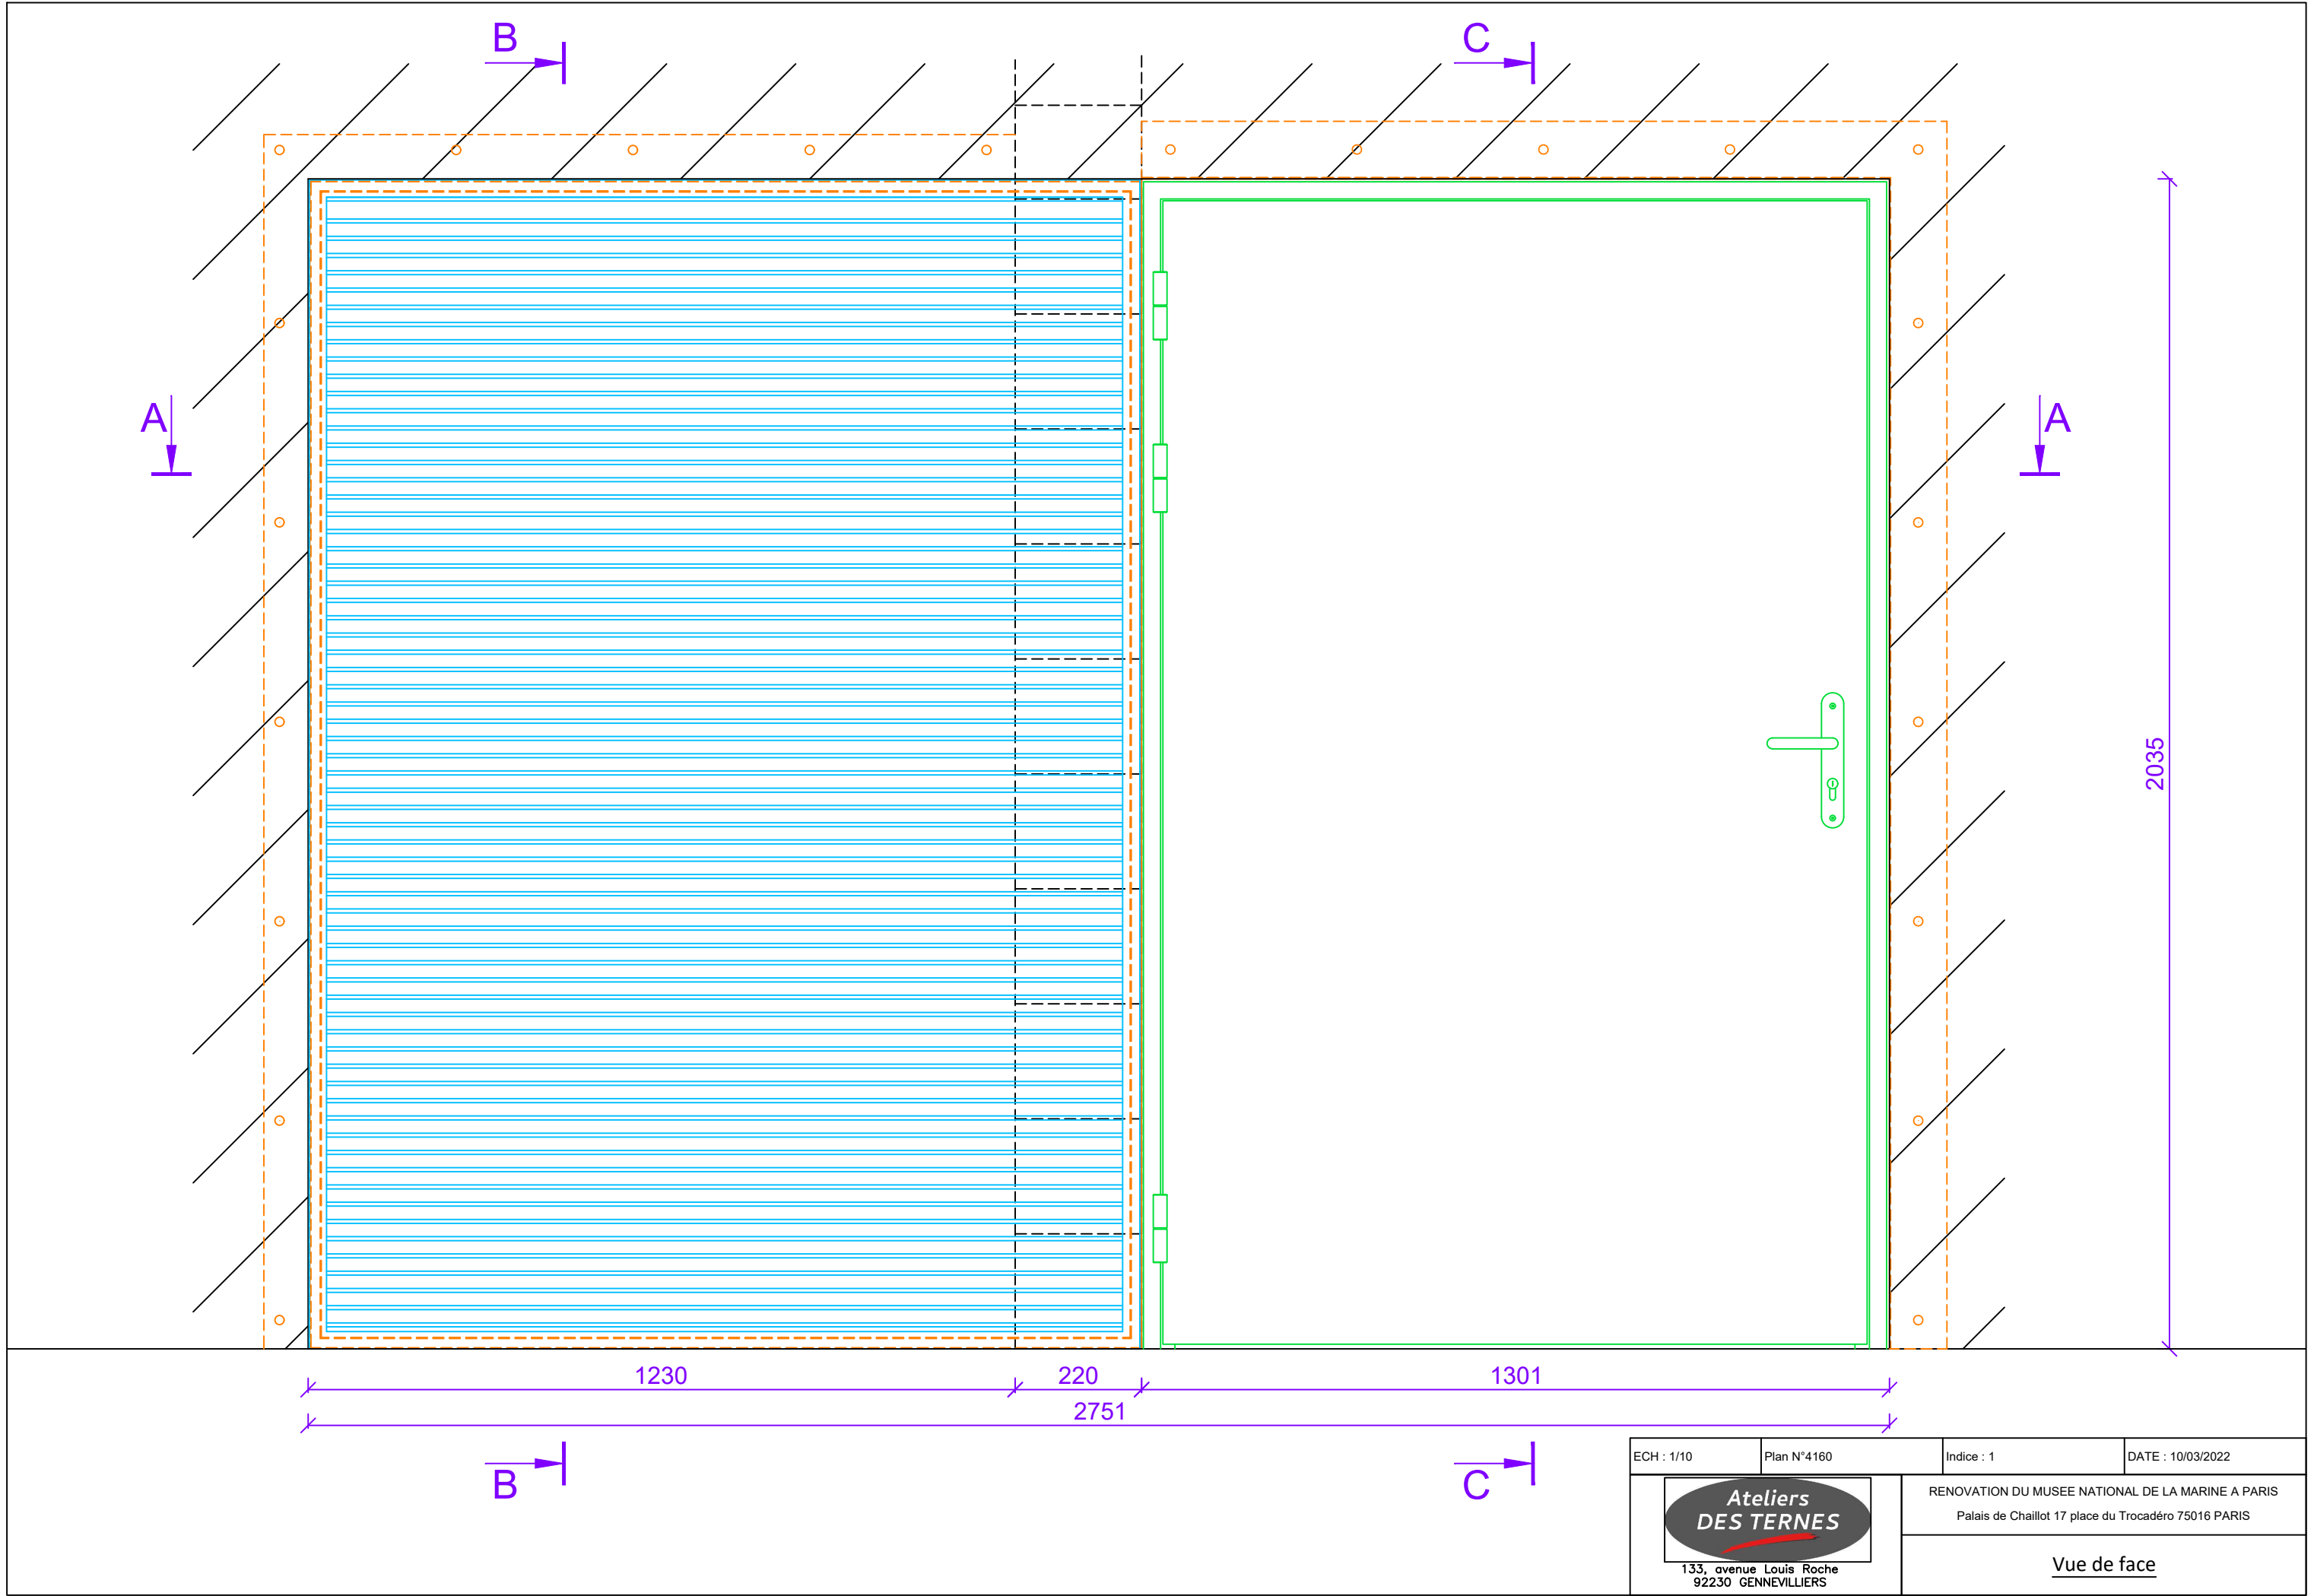 B
C
A
A
2035
1230
220
1301
2751
B
C
ECH : 1/10
Plan N°4160
Indice : 1
DATE : 10/03/2022
Ateliers
DES TERNES
133, avenue Louis Roche
92230 GENNEVILLIERS
RENOVATION DU MUSEE NATIONAL DE LA MARINE A PARIS
Palais de Chaillot 17 place du Trocadéro 75016 PARIS
Vue de face